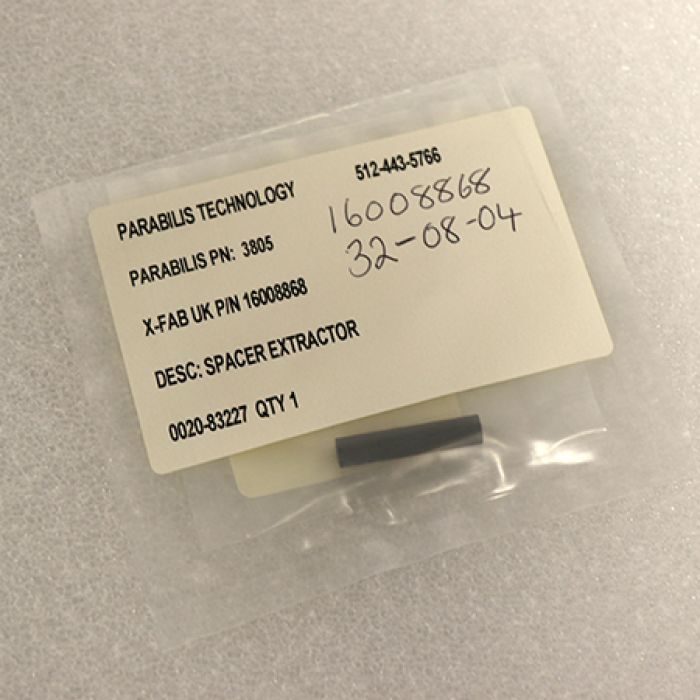 PARABILIS TECHNOLOGY 512-443-5766
PARABILIS PN: 3805
16008868
32-08-04
X-FAB UK P/N 16008868
DESC: SPACER EXTRACTOR
0020-83227 QTY 1